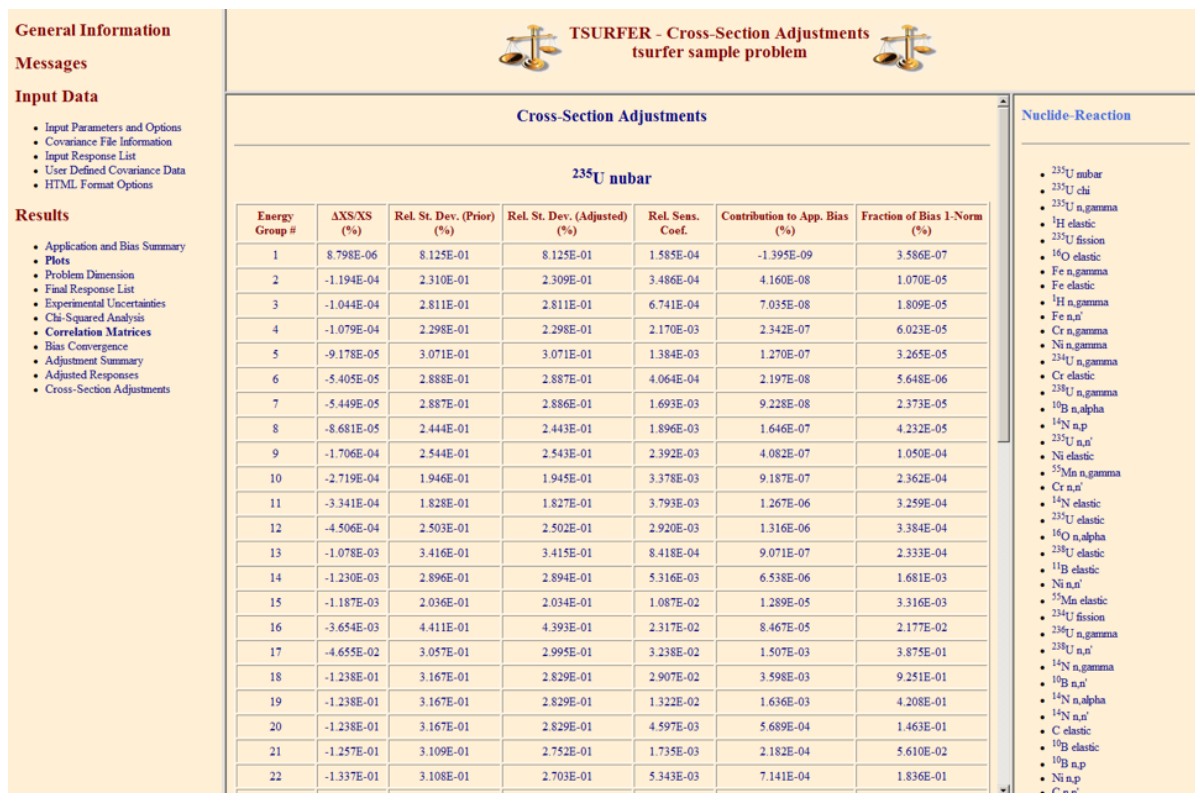 General Information
Messages
Input Data
Input Parameters and Options
Covariance File Information
Input Response List
User Defined Covariance Data
HTML Format Options
Results
Application and Bias Summary
Plots
Problem Dimension
Final Response List
Experimental Uncertainties
Chi-Squared Analysis
Correlation Matrices
Bias Convergence
Adjustment Summary
Adjusted Responses
Cross-Section Adjustments
TSURFER - Cross-Section Adjustments
tsurfer sample problem
Cross-Section Adjustments
235U nubar
Energy Group # ΔXS/XS (%) Rel. St. Dev. (Prior) (%) Rel. St. Dev. (Adjusted) (%) Rel. Sens. Coef. Contribution to App. Bias (%) Fraction of Bias 1-Norm (%)
1 8.798E-06 8.125E-01 8.125E-01 1.585E-04 -1.395E-09 3.586E-07
2 -1.194E-04 2.310E-01 2.309E-01 3.486E-04 4.160E-08 1.070E-05
3 -1.044E-04 2.811E-01 2.811E-01 6.741E-04 7.035E-08 1.809E-05
4 -1.079E-04 2.298E-01 2.298E-01 2.170E-03 2.342E-07 6.023E-05
5 -9.178E-05 3.071E-01 3.071E-01 1.384E-03 1.270E-07 3.265E-05
6 -5.405E-05 2.888E-01 2.887E-01 4.064E-04 2.197E-08 5.648E-06
7 -5.449E-05 2.887E-01 2.886E-01 1.693E-03 9.228E-08 2.373E-05
8 -8.681E-05 2.444E-01 2.443E-01 1.896E-03 1.646E-07 4.232E-05
9 -1.706E-04 2.544E-01 2.543E-01 2.392E-03 4.082E-07 1.050E-04
10 -2.719E-04 1.946E-01 1.945E-01 3.378E-03 9.187E-07 2.362E-04
11 -3.341E-04 1.828E-01 1.827E-01 3.793E-03 1.267E-06 3.259E-04
12 -4.506E-04 2.503E-01 2.502E-01 2.920E-03 1.316E-06 3.384E-04
13 -1.078E-03 3.416E-01 3.415E-01 8.418E-04 9.071E-07 2.333E-04
14 -1.230E-03 2.896E-01 2.894E-01 5.316E-03 6.538E-06 1.681E-03
15 -1.187E-03 2.036E-01 2.034E-01 1.087E-02 1.289E-05 3.316E-03
16 -3.654E-03 4.411E-01 4.393E-01 2.317E-02 8.467E-05 2.177E-02
17 -4.655E-02 3.057E-01 2.995E-01 3.238E-02 1.507E-03 3.875E-01
18 -1.238E-01 3.167E-01 2.829E-01 2.907E-02 3.598E-03 9.251E-01
19 -1.238E-01 3.167E-01 2.829E-01 1.322E-02 1.636E-03 4.208E-01
20 -1.238E-01 3.167E-01 2.829E-01 4.597E-03 5.689E-04 1.463E-01
21 -1.257E-01 3.109E-01 2.752E-01 1.735E-03 2.182E-04 5.610E-02
22 -1.337E-01 3.108E-01 2.703E-01 5.343E-03 7.141E-04 1.836E-01
Nuclide-Reaction
235U nubar
235U chi
235U n,gamma
1H elastic
235U fission
16O elastic
Fe n,gamma
Fe elastic
1H n,gamma
Fe n,n'
Cr n,gamma
Ni n,gamma
234U n,gamma
Cr elastic
238U n,gamma
10B n,alpha
14N n,p
235U n,n'
Ni elastic
55Mn n,gamma
Cr n,n'
14N elastic
235U elastic
16O n,alpha
238U elastic
11B elastic
Ni n,n'
55Mn elastic
234U fission
236U n,gamma
238U n,n'
14N n,gamma
10B n,n'
14N n,alpha
14N n,n'
C elastic
10B elastic
10B n,p
Ni n,p
C n,n'